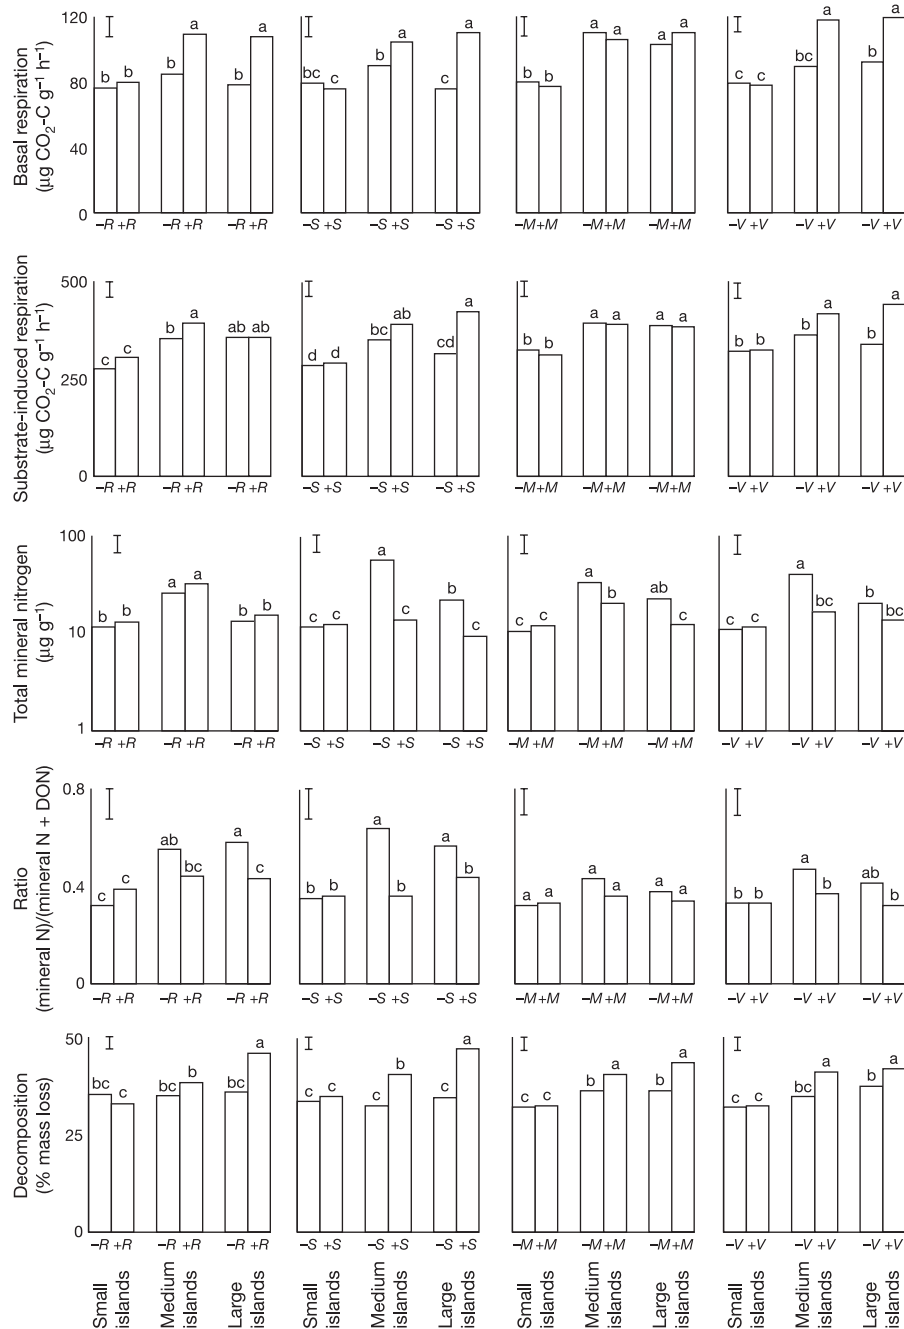 Basal respiration
(µg CO₂-C g⁻¹ h⁻¹)
120
80
40
0
b b b a b a
bc c b a c a
b b a a a a
c c bc a b a
–R +R –R +R –R +R
–S +S –S +S –S +S
–M +M –M +M –M +M
–V +V –V +V –V +V
Substrate-induced respiration
(µg CO₂-C g⁻¹ h⁻¹)
500
250
0
c c b a ab ab
d d bc ab cd a
b b a a a a
b b b a b a
–R +R –R +R –R +R
–S +S –S +S –S +S
–M +M –M +M –M +M
–V +V –V +V –V +V
Total mineral nitrogen
(µg g⁻¹)
100
10
1
b b a a b b
c c a c b c
c c a b ab c
c c a bc b bc
–R +R –R +R –R +R
–S +S –S +S –S +S
–M +M –M +M –M +M
–V +V –V +V –V +V
Ratio
(mineral N)/(mineral N + DON)
0.8
0.4
0
c c ab bc a c
b b a b a b
a a a a a a
b b a b ab b
–R +R –R +R –R +R
–S +S –S +S –S +S
–M +M –M +M –M +M
–V +V –V +V –V +V
Decomposition
(% mass loss)
50
25
0
bc c bc b bc a
c c c b c a
c c b a b a
c c bc a b a
–R +R –R +R –R +R
–S +S –S +S –S +S
–M +M –M +M –M +M
–V +V –V +V –V +V
Small
islands
Medium
islands
Large
islands
Small
islands
Medium
islands
Large
islands
Small
islands
Medium
islands
Large
islands
Small
islands
Medium
islands
Large
islands